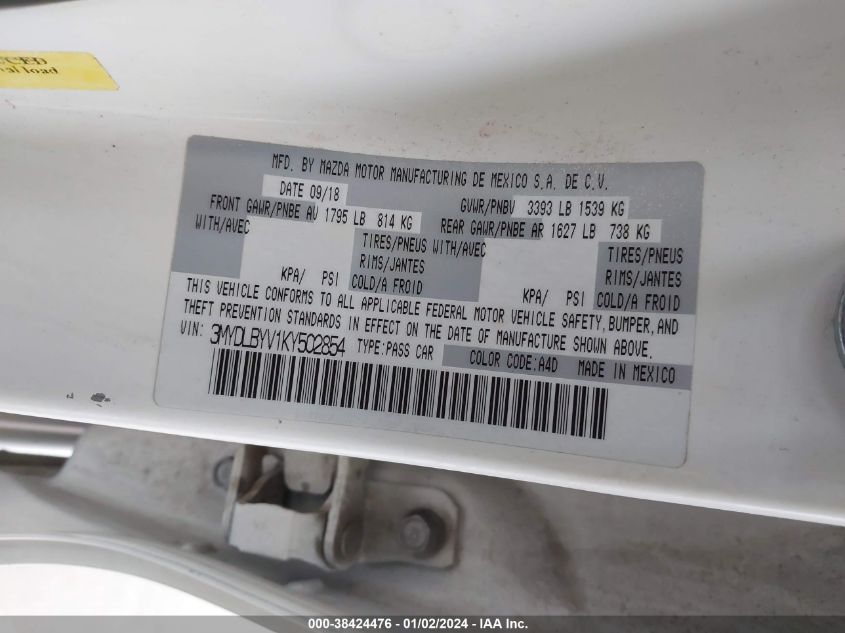 nal load
MFD. BY MAZDA MOTOR MANUFACTURING DE MEXICO S.A. DE C.V.
DATE 09/18 GVWR/PNBV 3393 LB 1539 KG
FRONT GAWR/PNBE AV 1795 LB 814 KG REAR GAWR/PNBE AR 1627 LB 738 KG
WITH/AVEC TIRES/PNEUS WITH/AVEC TIRES/PNEUS
RIMS/JANTES RIMS/JANTES
KPA/ PSI COLD/A FROID KPA/ PSI COLD/A FROID
THIS VEHICLE CONFORMS TO ALL APPLICABLE FEDERAL MOTOR VEHICLE SAFETY, BUMPER, AND
THEFT PREVENTION STANDARDS IN EFFECT ON THE DATE OF MANUFACTURE SHOWN ABOVE.
VIN: 3MYDLBYV1KY502854 TYPE:PASS CAR COLOR CODE:A4D MADE IN MEXICO
000-38424476 - 01/02/2024 - IAA Inc.